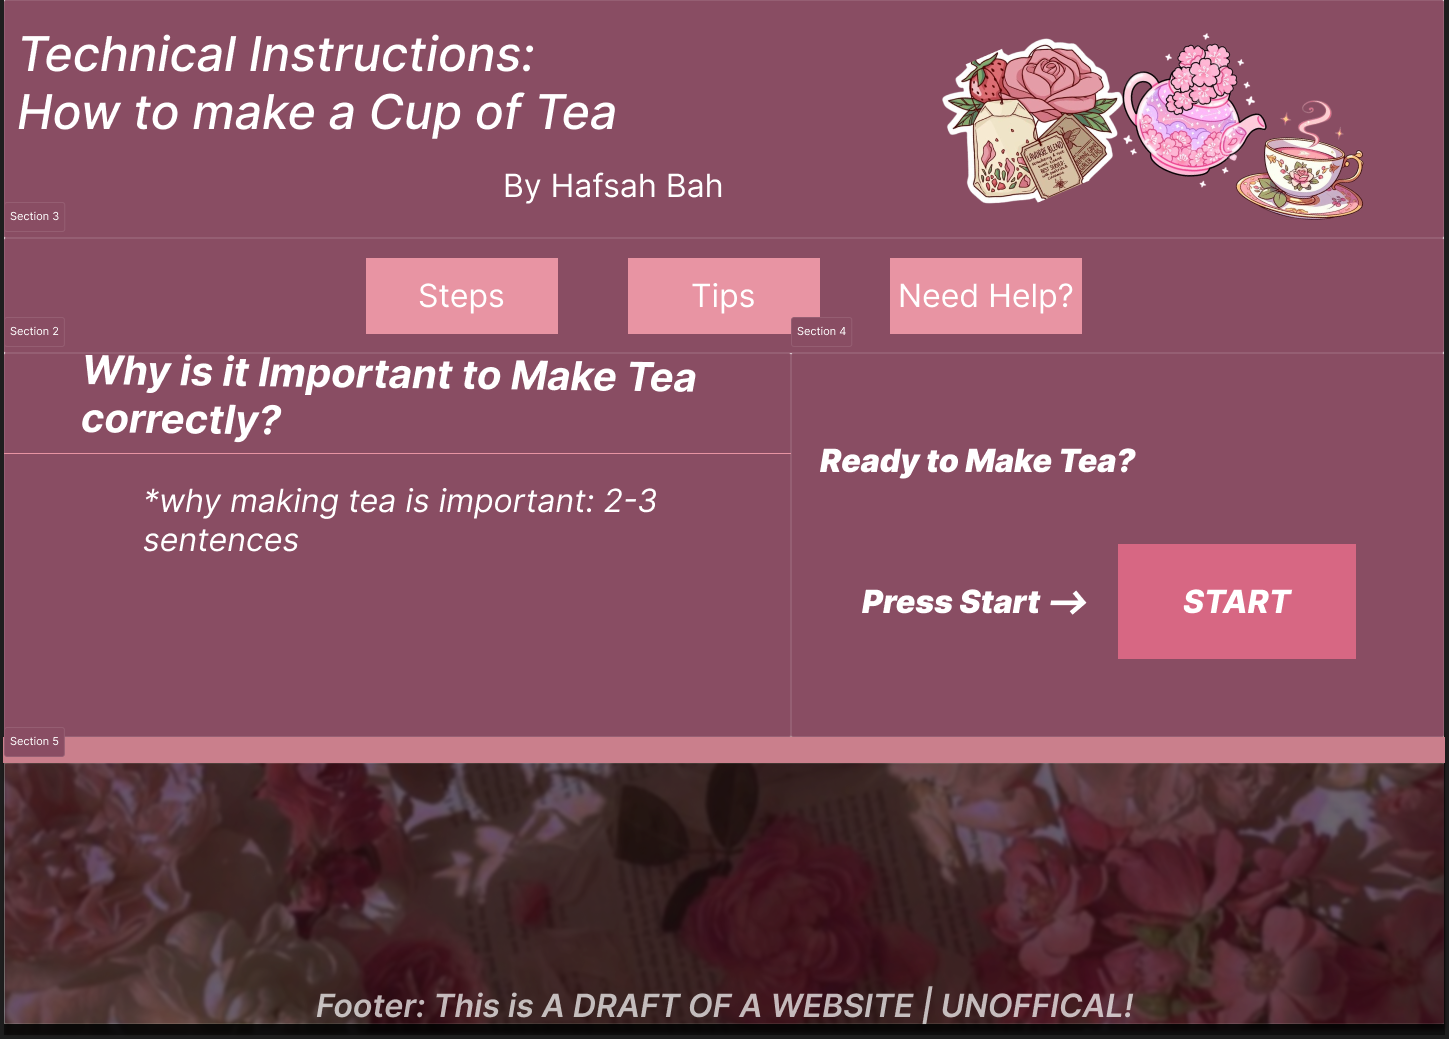 Technical Instructions:
How to make a Cup of Tea
By Hafsah Bah
Section 3
Steps
Tips
Need Help?
Section 2
Section 4
Why is it Important to Make Tea
correctly?
*why making tea is important: 2-3
sentences
Ready to Make Tea?
Press Start →
START
Section 5
Footer: This is A DRAFT OF A WEBSITE | UNOFFICAL!